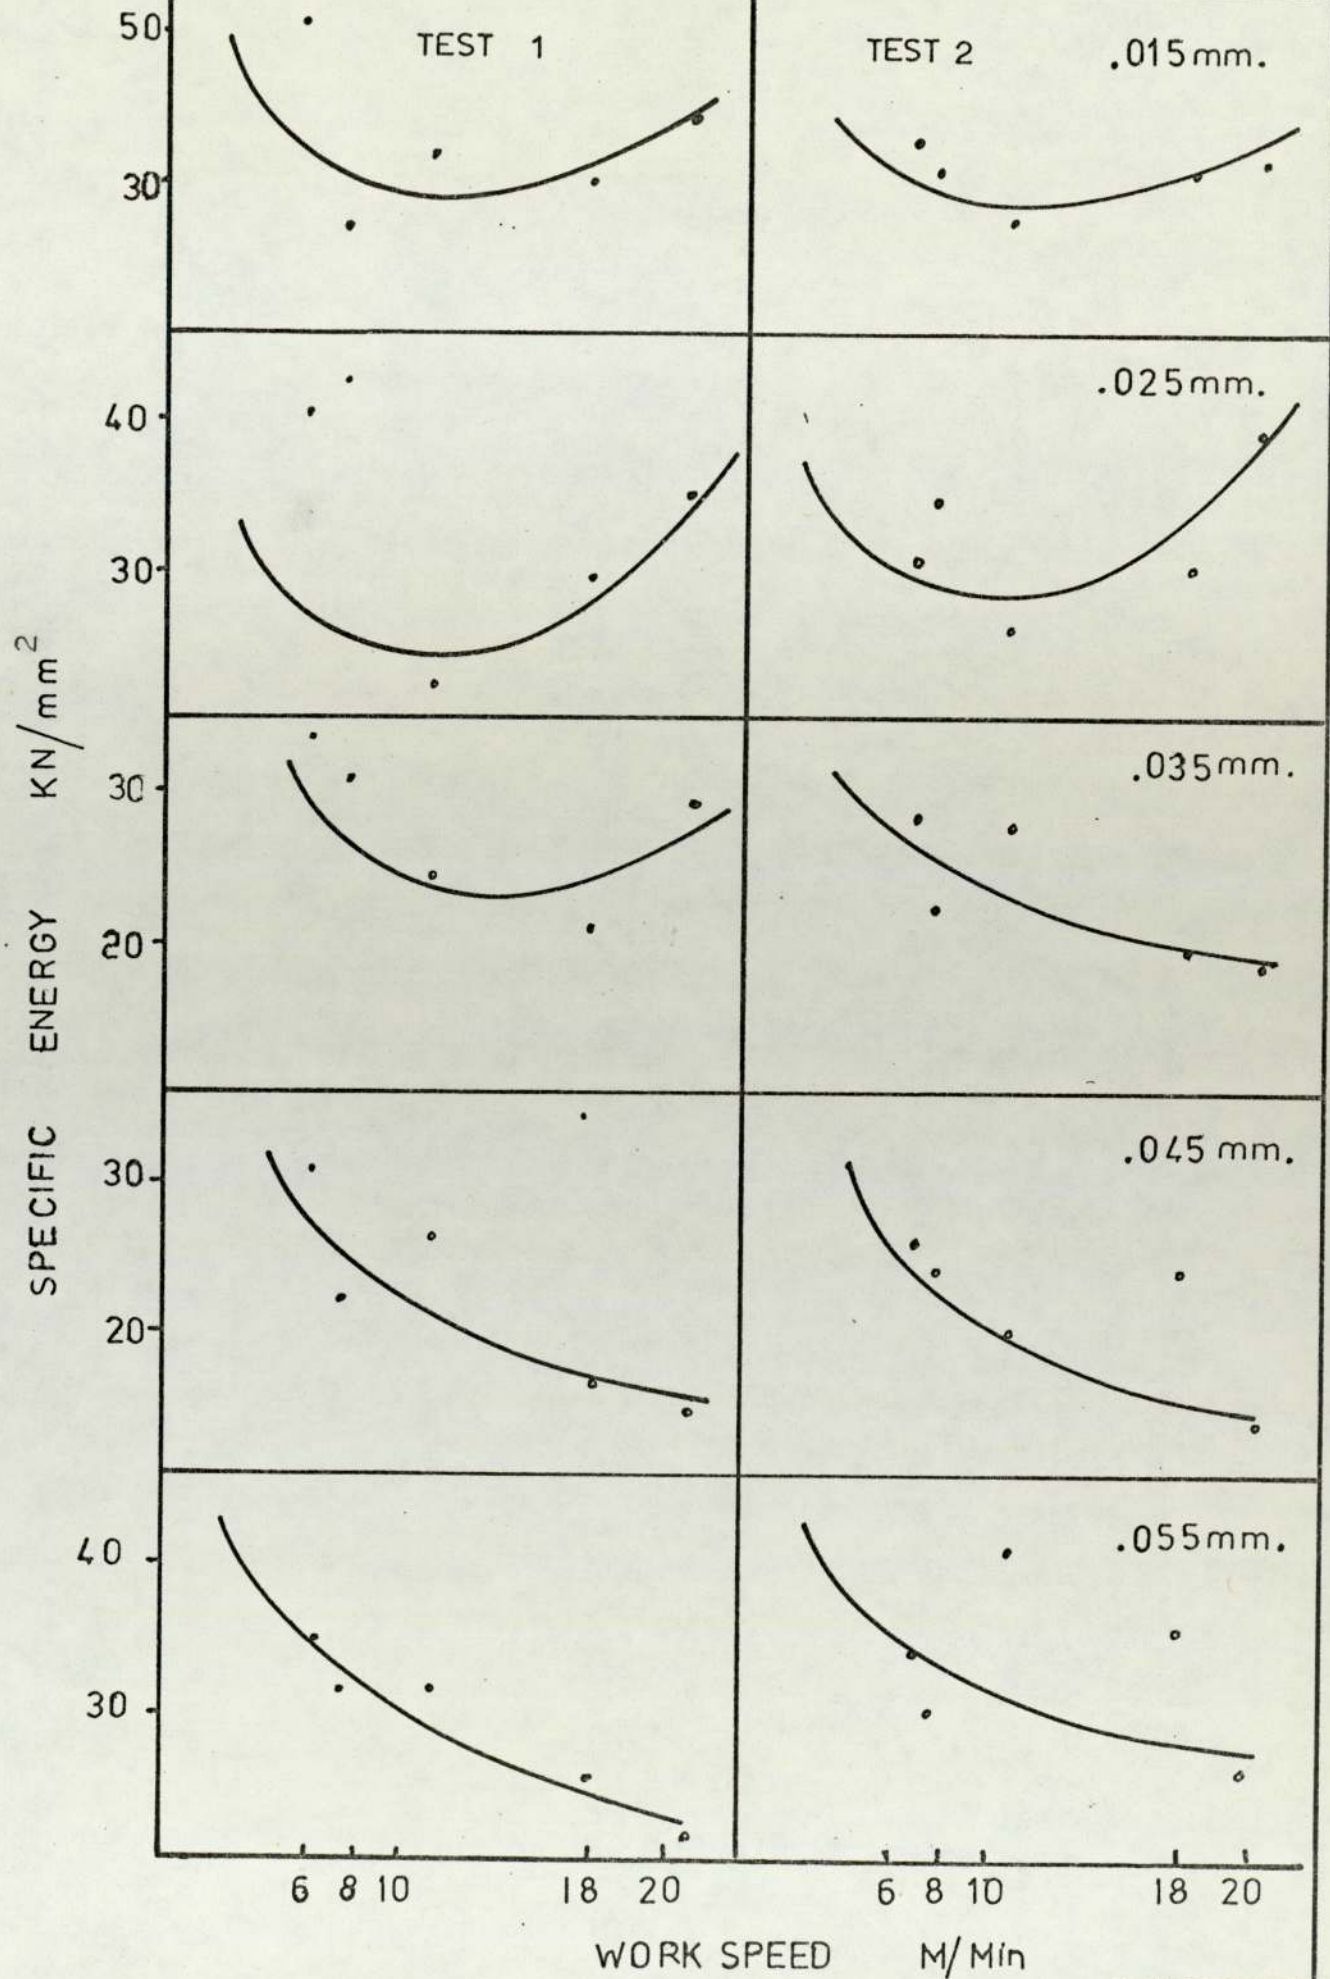 50
TEST 1
TEST 2
.015mm.
30
.025mm.
40
30
.035mm.
30
20
.045 mm.
30
20
.055mm.
40
30
6 8 10 18 20
6 8 10 18 20
WORK SPEED M/Min
SPECIFIC ENERGY KN/mm²